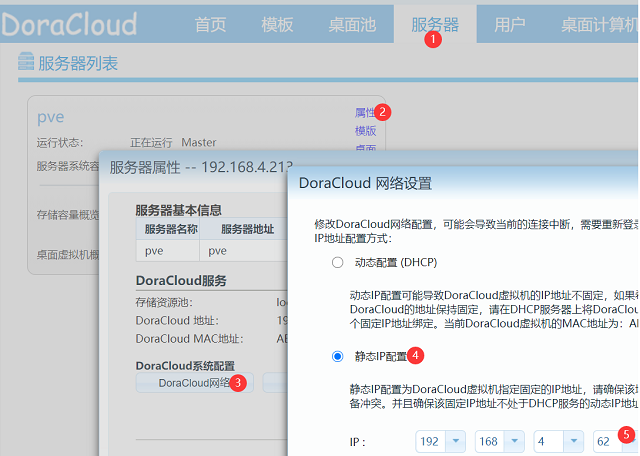 DoraCloud 首页 模板 桌面池 服务器 用户 桌面计算机
1
服务器列表
pve 属性 2
运行状态： 正在运行 Master 模版
服务器系统容 桌面
存储容量概览
桌面虚拟机概
服务器属性 -- 192.168.4.213
服务器基本信息
服务器名称 服务器地址
pve pve
DoraCloud服务
存储资源池： lo
DoraCloud 地址： 19
DoraCloud MAC地址：
DoraCloud系统配置
DoraCloud网络 3
DoraCloud 网络设置
修改DoraCloud网络配置，可能会导致当前的连接中断，需要重新登录
IP地址配置方式：
动态配置 (DHCP)
动态IP配置可能导致DoraCloud虚拟机的IP地址不固定，如果
DoraCloud的地址保持固定，请在DHCP服务器上将DoraClou
个固定IP地址绑定。当前DoraCloud虚拟机的MAC地址为：A
静态IP配置 4
静态IP配置为DoraCloud虚拟机指定固定的IP地址，请确保该地
备冲突。并且确保该固定IP地址不处于DHCP服务的动态IP地址
IP： 192 168 4 62 5